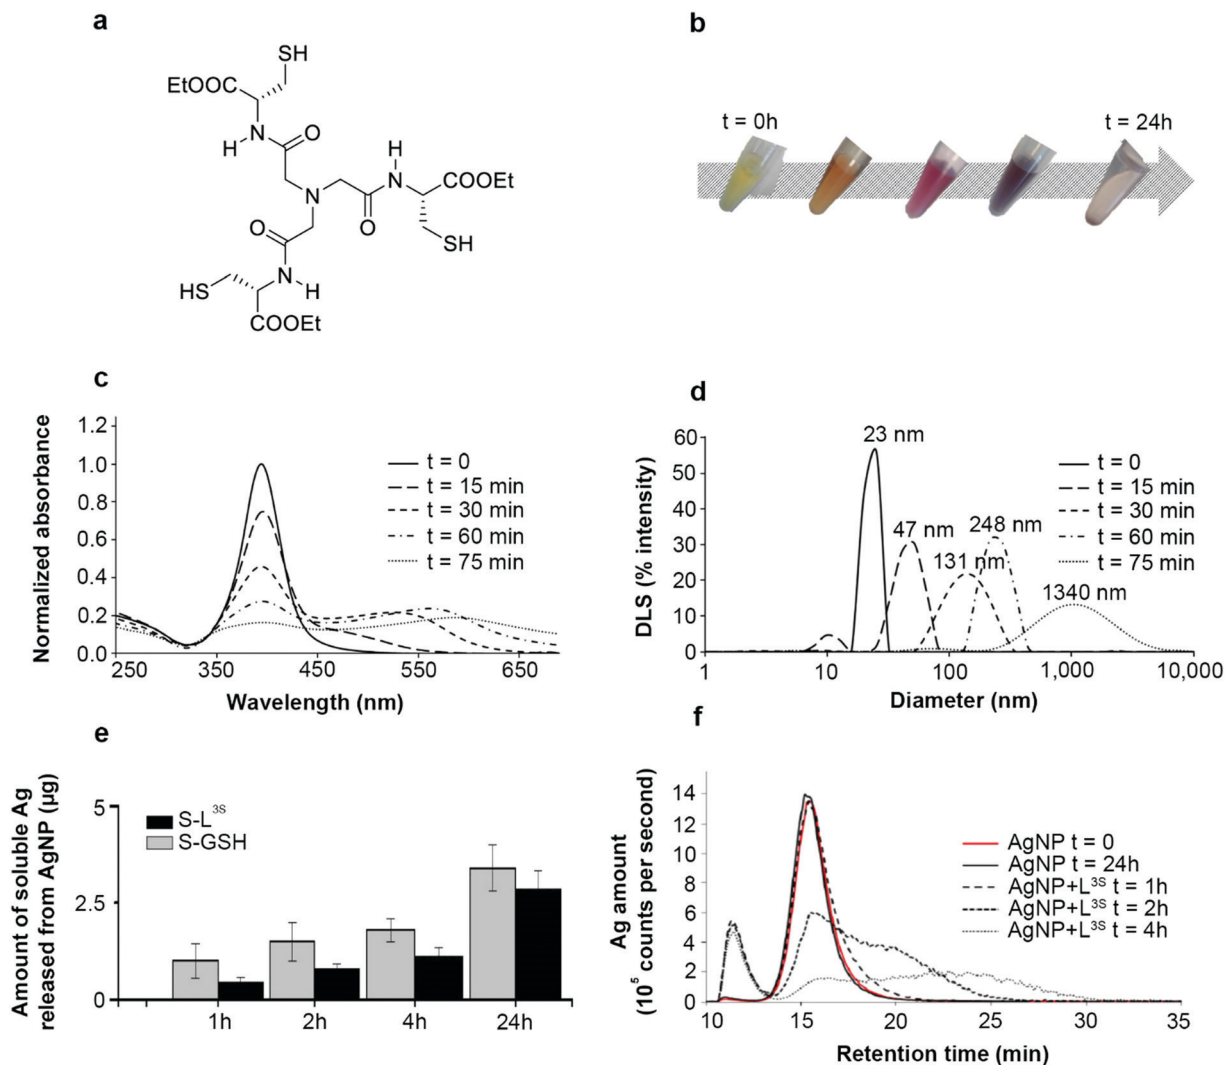 a
SH
EtOOC
N
H
O
H
N
COOEt
N
O
SH
O
HS
N
H
COOEt
b
t = 0h
t = 24h
c
Normalized absorbance
1.2
1.0
0.8
0.6
0.4
0.2
0.0
250 350 450 550 650
Wavelength (nm)
t = 0
t = 15 min
t = 30 min
t = 60 min
t = 75 min
d
DLS (% intensity)
60
50
40
30
20
10
0
1 10 100 1,000 10,000
Diameter (nm)
23 nm
47 nm
131 nm
248 nm
1340 nm
t = 0
t = 15 min
t = 30 min
t = 60 min
t = 75 min
e
Amount of soluble Ag
released from AgNP (µg)
5
2.5
0
S-L³ˢ
S-GSH
1h 2h 4h 24h
f
Ag amount
(10⁵ counts per second)
14
12
10
8
6
4
2
0
10 15 20 25 30 35
Retention time (min)
AgNP t = 0
AgNP t = 24h
AgNP+L³ˢ t = 1h
AgNP+L³ˢ t = 2h
AgNP+L³ˢ t = 4h